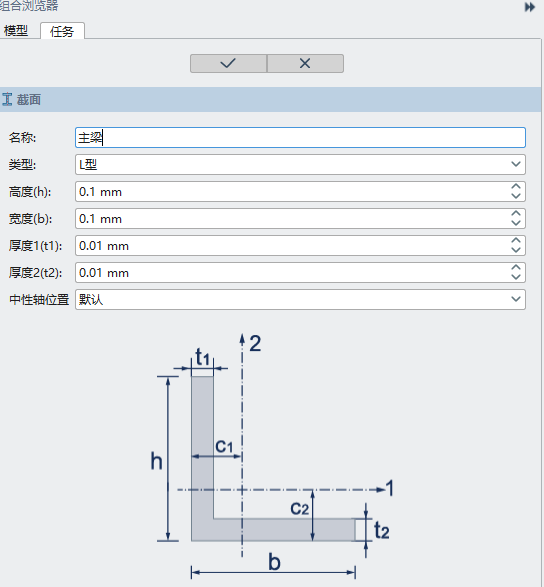 组合浏览器
模型 任务
截面
名称: 主梁
类型: L型
高度(h): 0.1 mm
宽度(b): 0.1 mm
厚度1(t1): 0.01 mm
厚度2(t2): 0.01 mm
中性轴位置 默认
t1 2
h c1
1
c2
t2
b